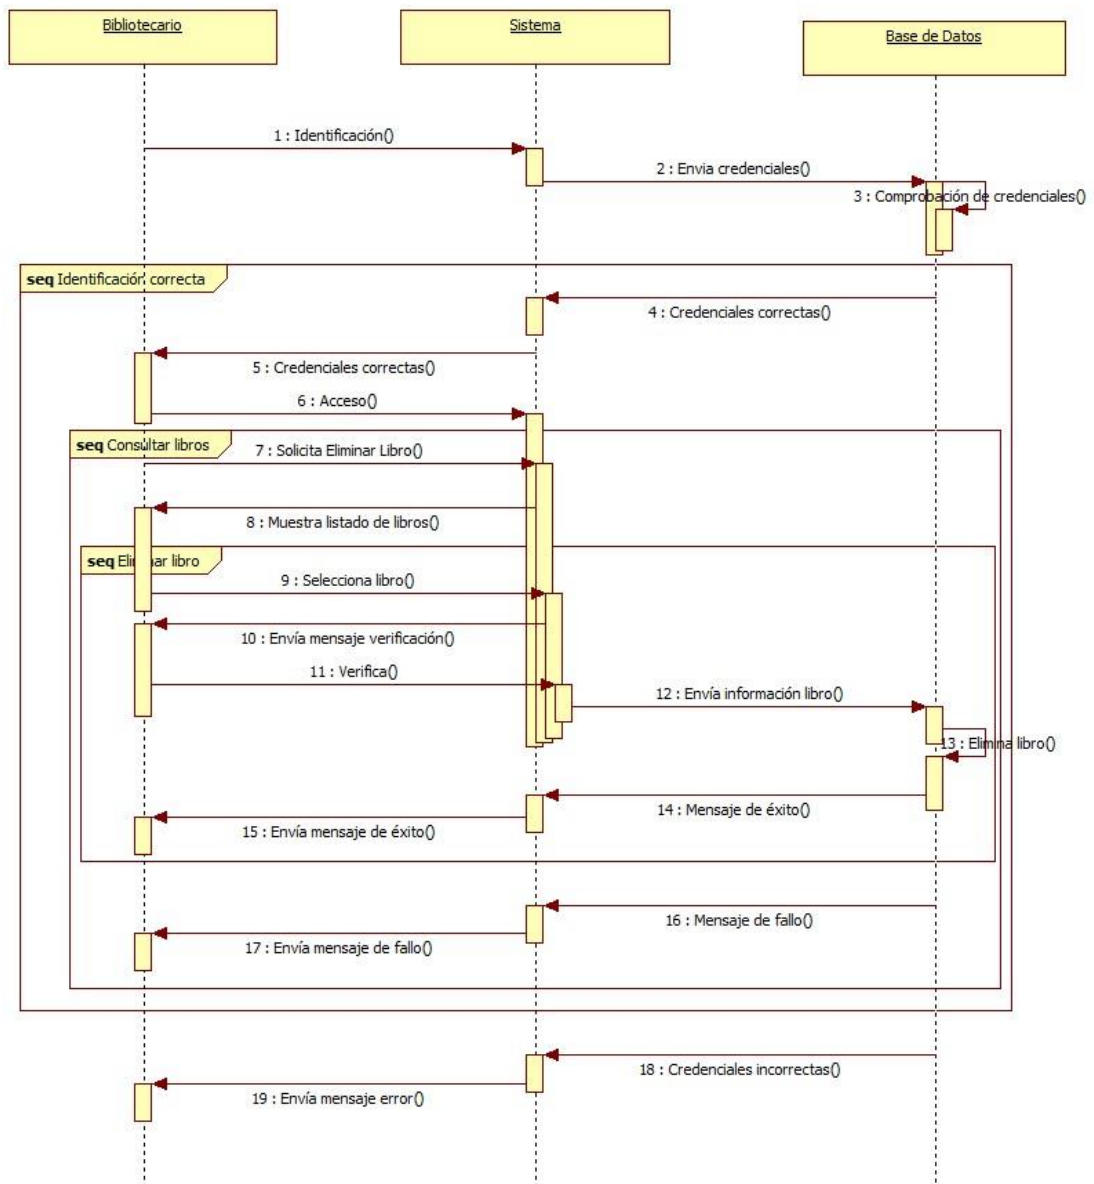 Bibliotecario
Sistema
Base de Datos
1 : Identificación()
2 : Envia credenciales()
3 : Comprobación de credenciales()
seq Identificación correcta
4 : Credenciales correctas()
5 : Credenciales correctas()
6 : Acceso()
seq Consultar libros
7 : Solicita Eliminar Libro()
8 : Muestra listado de libros()
seq Eliminar libro
9 : Selecciona libro()
10 : Envía mensaje verificación()
11 : Verifica()
12 : Envía información libro()
13 : Elimina libro()
14 : Mensaje de éxito()
15 : Envía mensaje de éxito()
16 : Mensaje de fallo()
17 : Envía mensaje de fallo()
18 : Credenciales incorrectas()
19 : Envía mensaje error()